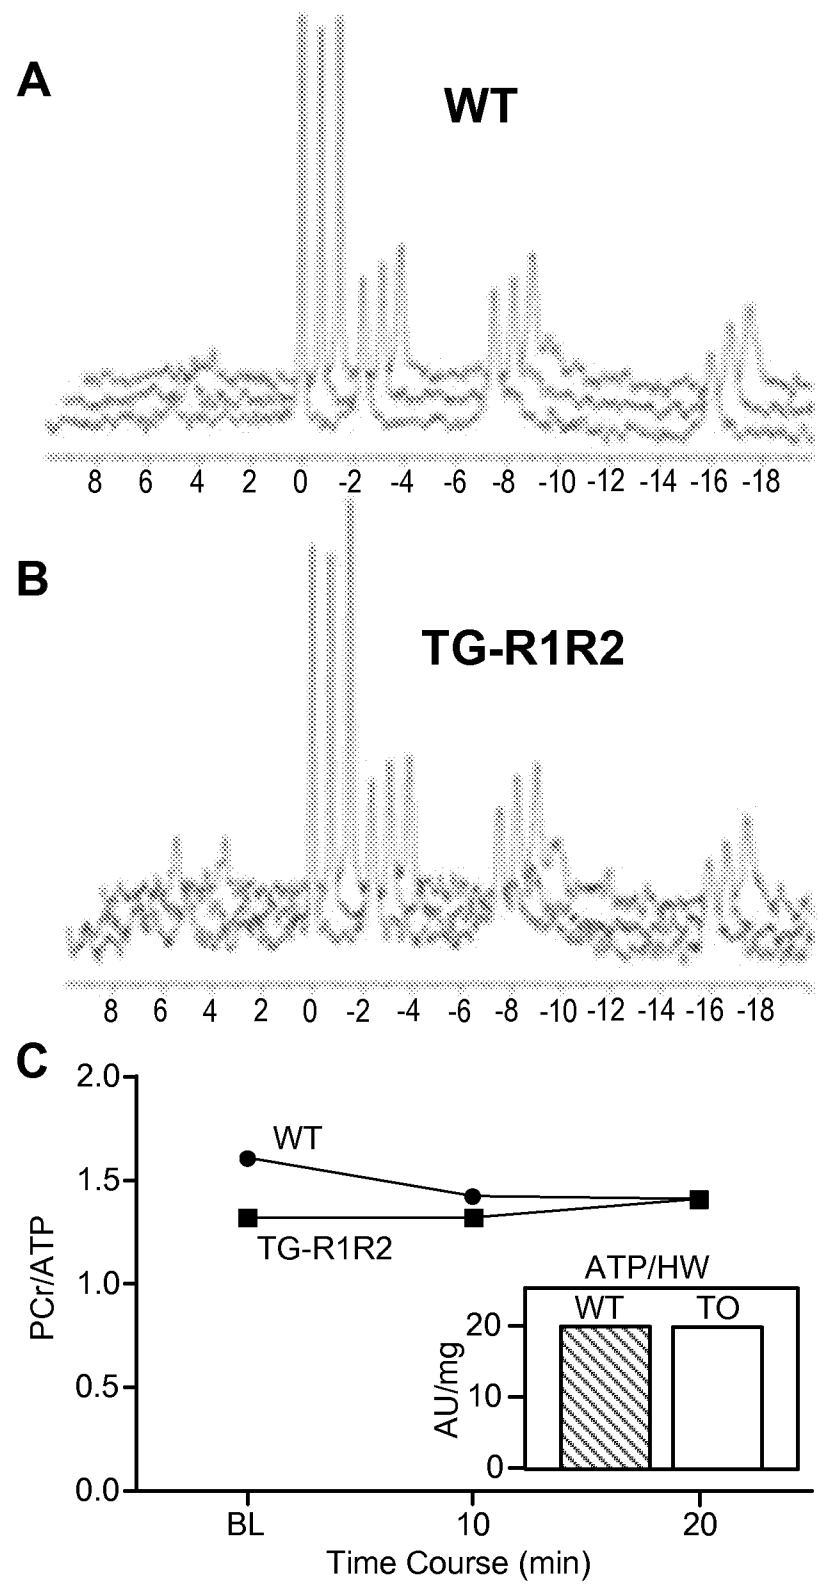 A
WT
8 6 4 2 0 -2 -4 -6 -8 -10 -12 -14 -16 -18
B
TG-R1R2
8 6 4 2 0 -2 -4 -6 -8 -10 -12 -14 -16 -18
C
2.0
WT
1.5
TG-R1R2
PCr/ATP
1.0
ATP/HW
WT TO
20
AU/mg
10
0
0.5
0.0
BL 10 20
Time Course (min)